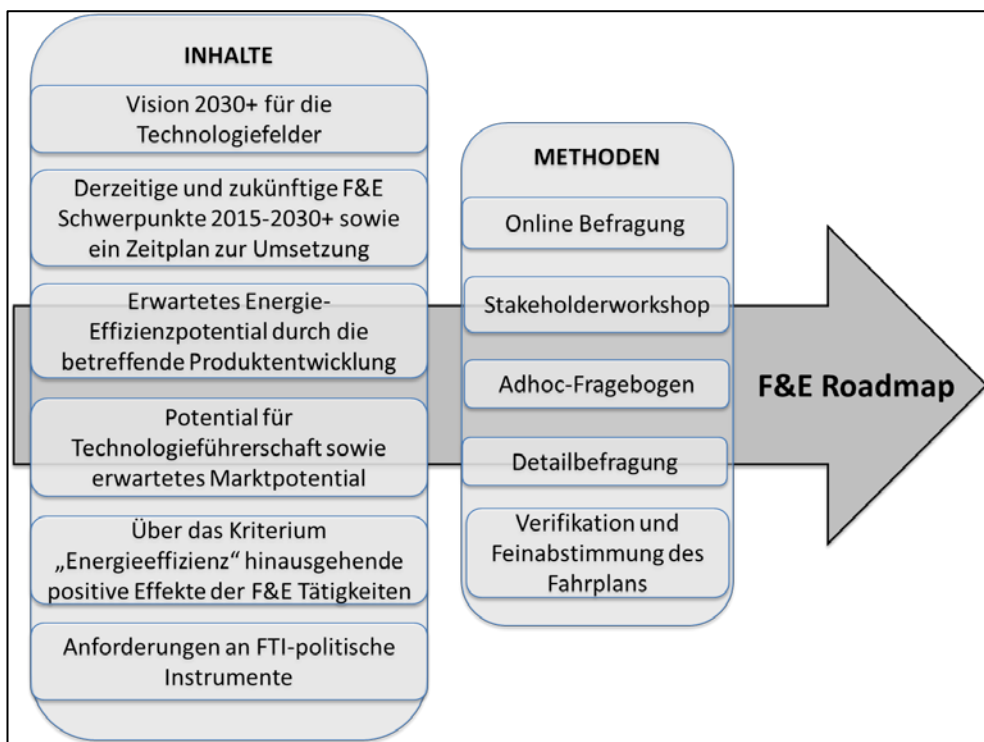 INHALTE
Vision 2030+ für die
Technologiefelder
Derzeitige und zukünftige F&E
Schwerpunkte 2015-2030+ sowie
ein Zeitplan zur Umsetzung
Erwartetes Energie-
Effizienzpotential durch die
betreffende Produktentwicklung
Potential für
Technologieführerschaft sowie
erwartetes Marktpotential
Über das Kriterium
„Energieeffizienz“ hinausgehende
positive Effekte der F&E Tätigkeiten
Anforderungen an FTI-politische
Instrumente
METHODEN
Online Befragung
Stakeholderworkshop
Adhoc-Fragebogen
Detailbefragung
Verifikation und
Feinabstimmung des
Fahrplans
F&E Roadmap